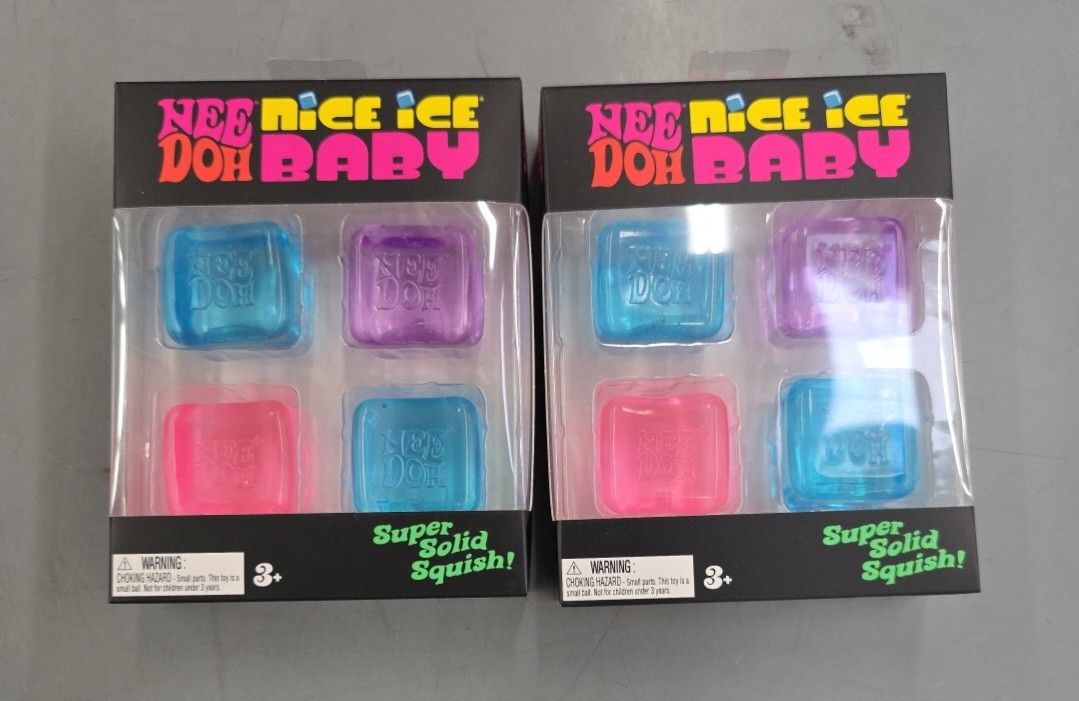 NEE NICE ICE
DOH BABY
NEE
DOH
NEE
DOH
NEE
DOH
NEE
DOH
Super
Solid
Squish!
WARNING:
CHOKING HAZARD - Small parts. This toy is a
small ball. Not for children under 3 years.
3+
NEE NICE ICE
DOH BABY
NEE
DOH
NEE
DOH
NEE
DOH
DOH
Super
Solid
Squish!
WARNING:
CHOKING HAZARD - Small parts. This toy is a
small ball. Not for children under 3 years.
3+